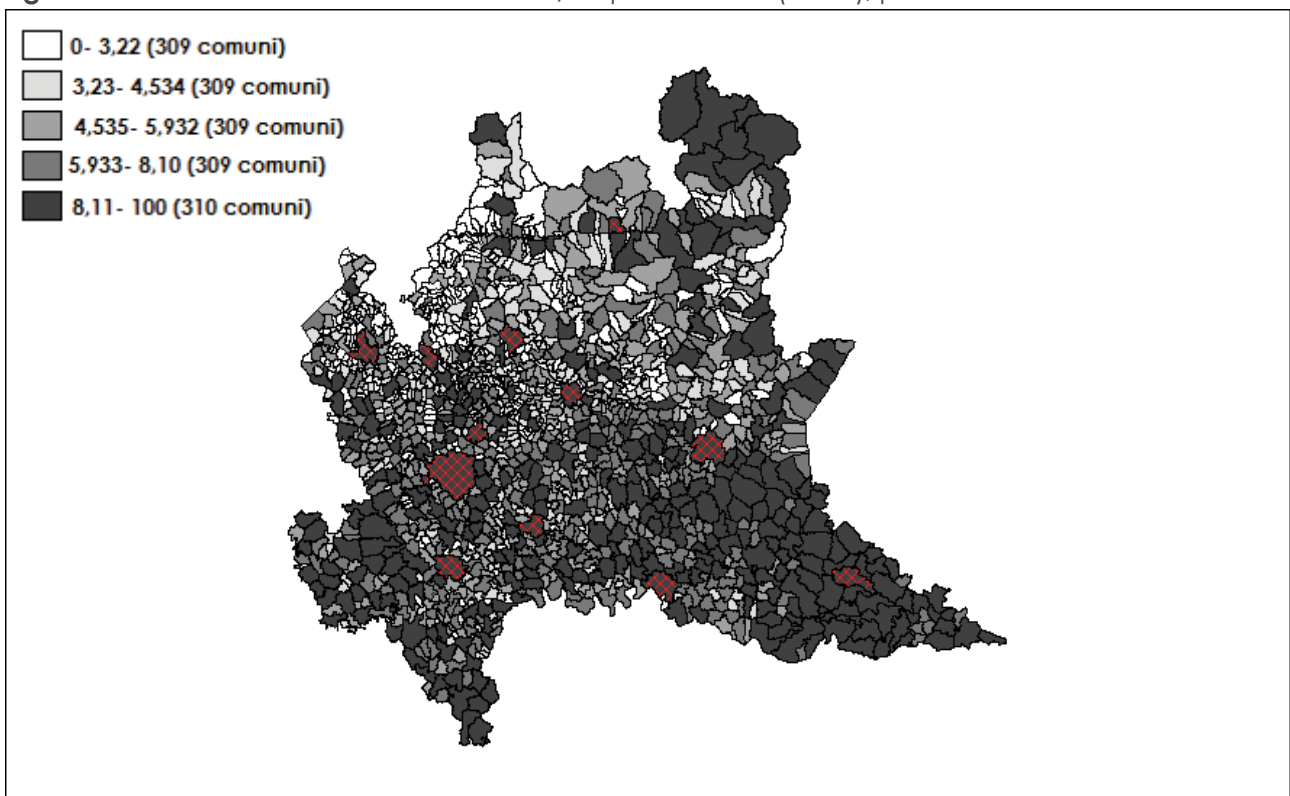 0- 3,22 (309 comuni)
3,23- 4,534 (309 comuni)
4,535- 5,932 (309 comuni)
5,933- 8,10 (309 comuni)
8,11- 100 (310 comuni)